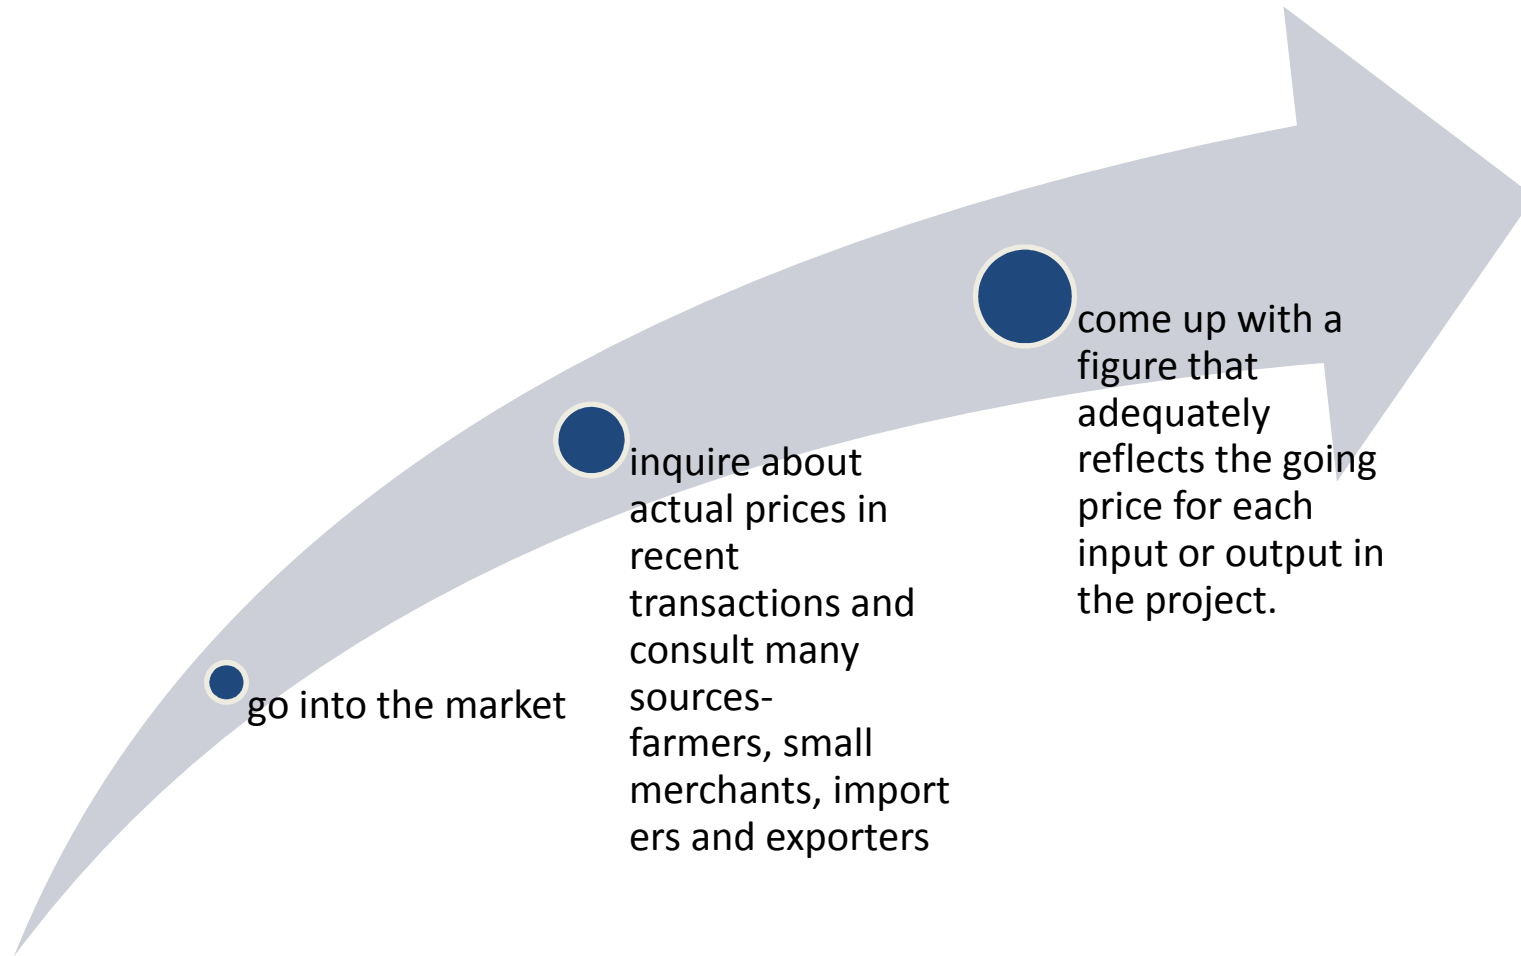 go into the market
inquire about
actual prices in
recent
transactions and
consult many
sources-
farmers, small
merchants, import
ers and exporters
come up with a
figure that
adequately
reflects the going
price for each
input or output in
the project.